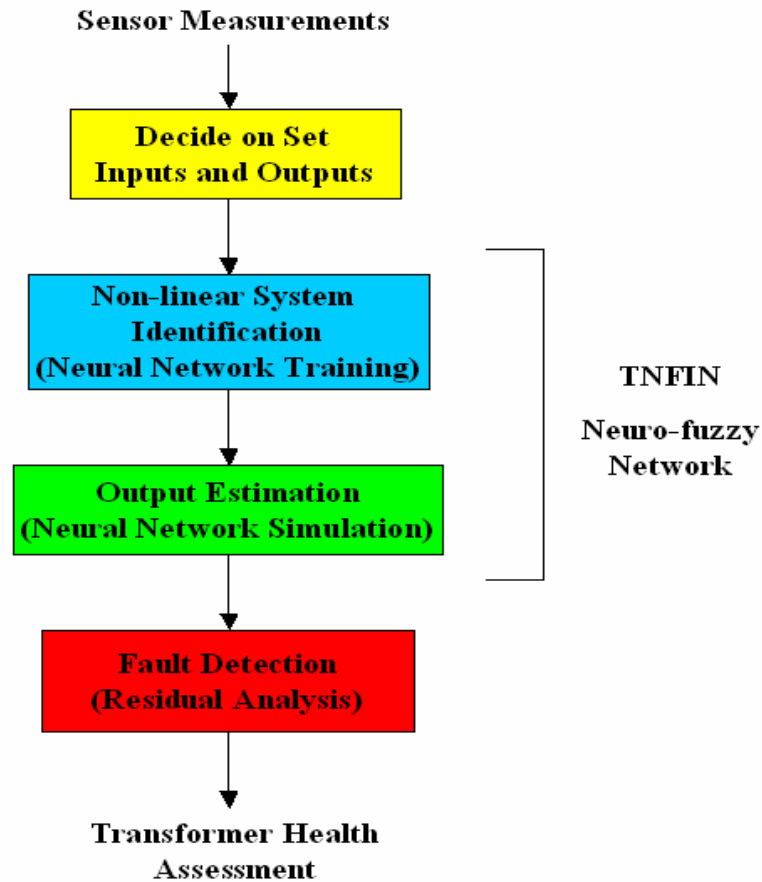 Sensor Measurements
Decide on Set
Inputs and Outputs
Non-linear System
Identification
(Neural Network Training)
TNFIN
Neuro-fuzzy
Network
Output Estimation
(Neural Network Simulation)
Fault Detection
(Residual Analysis)
Transformer Health
Assessment